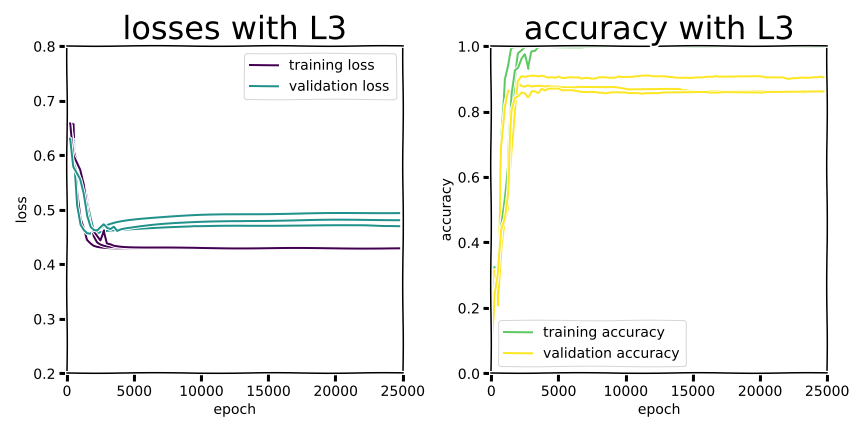 losses with L3
0.8
0.7
0.6
0.5
0.4
0.3
0.2
loss
training loss
validation loss
0 5000 10000 15000 20000 25000
epoch
accuracy with L3
1.0
0.8
0.6
0.4
0.2
0.0
accuracy
training accuracy
validation accuracy
0 5000 10000 15000 20000 25000
epoch